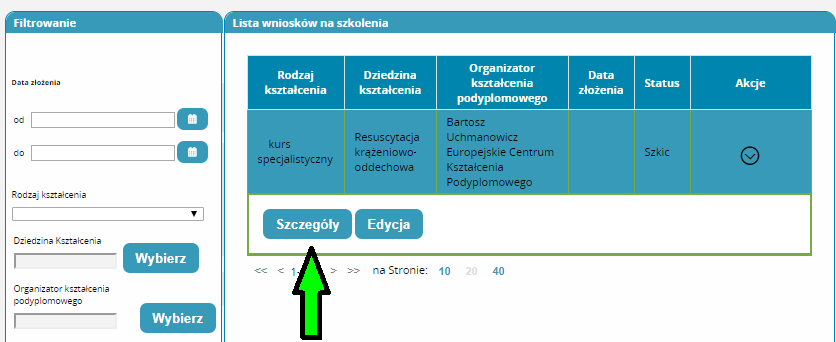 Filtrowanie
Data złożenia
od
do
Rodzaj kształcenia
Dziedzina Kształcenia
Wybierz
Organizator kształcenia
podyplomowego
Wybierz
Lista wniosków na szkolenia
Rodzaj
kształcenia
Dziedzina
kształcenia
Organizator
kształcenia
podyplomowego
Data
złożenia
Status
Akcje
kurs
specjalistyczny
Resuscytacja
krążeniowo-
oddechowa
Bartosz
Uchmanowicz
Europejskie Centrum
Kształcenia
Podyplomowego
Szkic
Szczegóły
Edycja
<< < 1- > >> na Stronie: 10 20 40